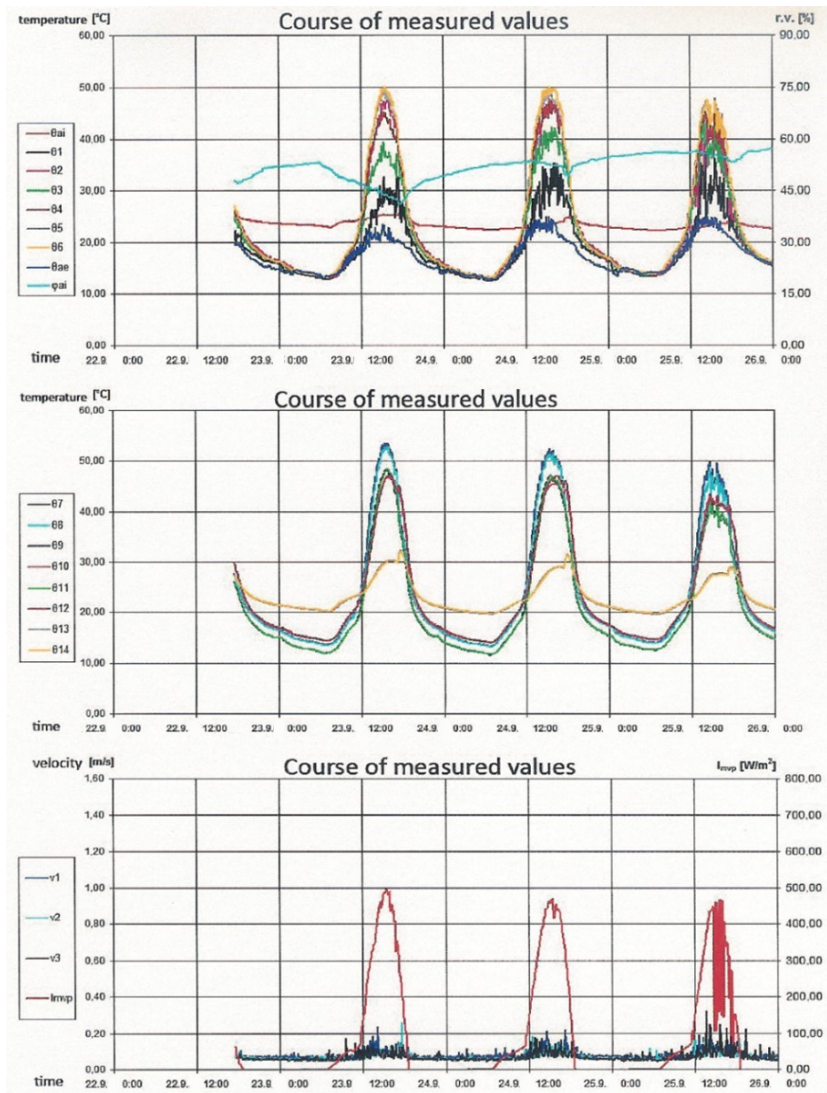 temperature [°C] Course of measured values r.v. [%]
60,00 90,00
50,00 75,00
40,00 60,00
30,00 45,00
20,00 30,00
10,00 15,00
0,00 0,00
θai
θ1
θ2
θ3
θ4
θ5
θ6
θae
φai
time 22.9. 0:00 22.9. 12:00 23.9. 0:00 23.9. 12:00 24.9. 0:00 24.9. 12:00 25.9. 0:00 25.9. 12:00 26.9. 0:00
temperature [°C] Course of measured values
60,00
50,00
40,00
30,00
20,00
10,00
0,00
θ7
θ8
θ9
θ10
θ11
θ12
θ13
θ14
time 22.9. 0:00 22.9. 12:00 23.9. 0:00 23.9. 12:00 24.9. 0:00 24.9. 12:00 25.9. 0:00 25.9. 12:00 26.9. 0:00
velocity [m/s] Course of measured values Imvp [W/m²]
1,60 800,00
1,40 700,00
1,20 600,00
1,00 500,00
0,80 400,00
0,60 300,00
0,40 200,00
0,20 100,00
0,00 0,00
v1
v2
v3
Imvp
time 22.9. 0:00 22.9. 12:00 23.9. 0:00 23.9. 12:00 24.9. 0:00 24.9. 12:00 25.9. 0:00 25.9. 12:00 26.9. 0:00